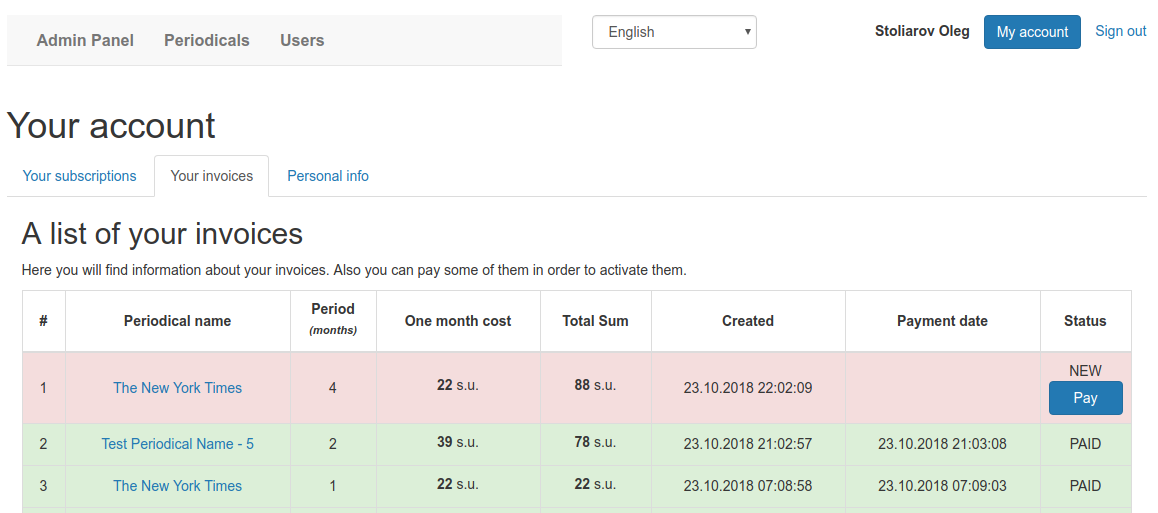 Admin Panel Periodicals Users English Stoliarov Oleg My account Sign out
Your account
Your subscriptions Your invoices Personal info
A list of your invoices
Here you will find information about your invoices. Also you can pay some of them in order to activate them.
# Periodical name Period (months) One month cost Total Sum Created Payment date Status
1 The New York Times 4 22 s.u. 88 s.u. 23.10.2018 22:02:09 NEW Pay
2 Test Periodical Name - 5 2 39 s.u. 78 s.u. 23.10.2018 21:02:57 23.10.2018 21:03:08 PAID
3 The New York Times 1 22 s.u. 22 s.u. 23.10.2018 07:08:58 23.10.2018 07:09:03 PAID